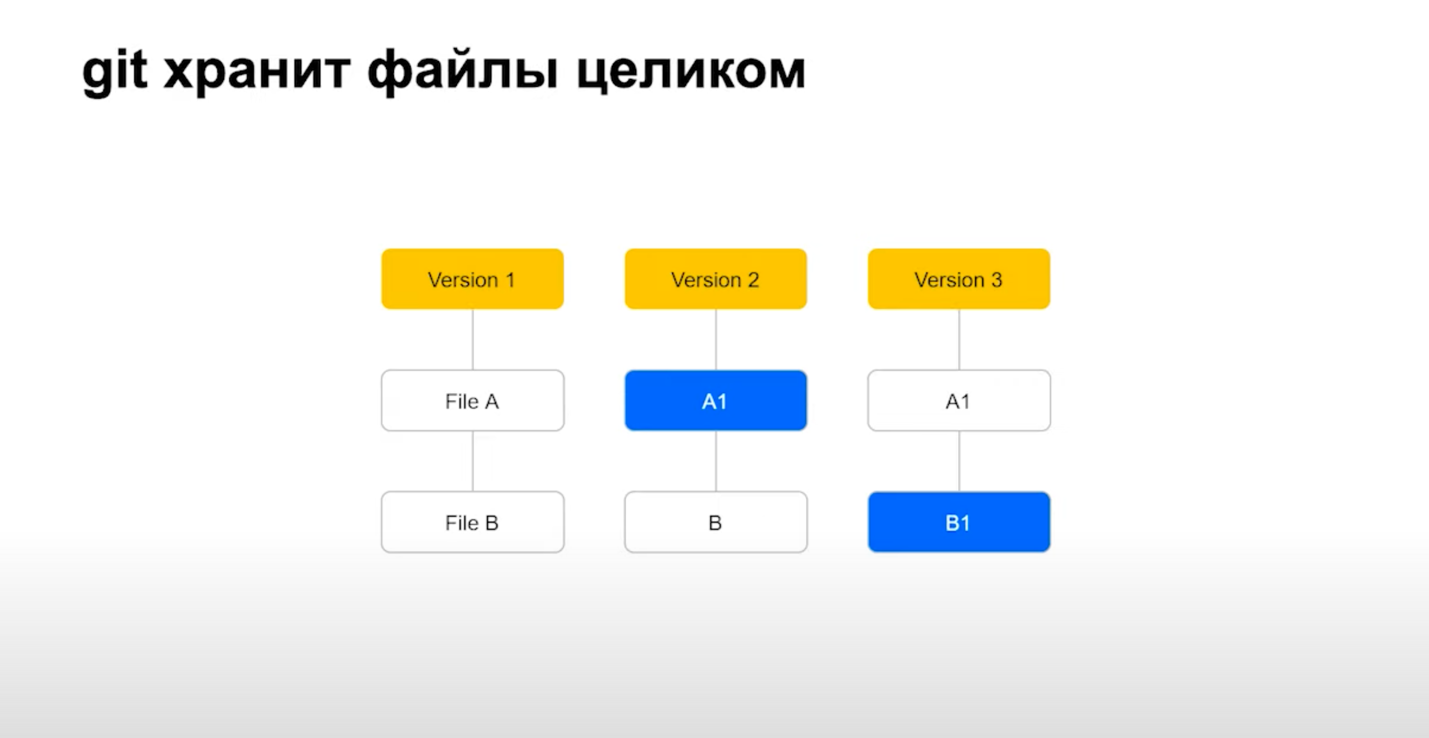 git хранит файлы целиком
Version 1
Version 2
Version 3
File A
A1
A1
File B
B
B1